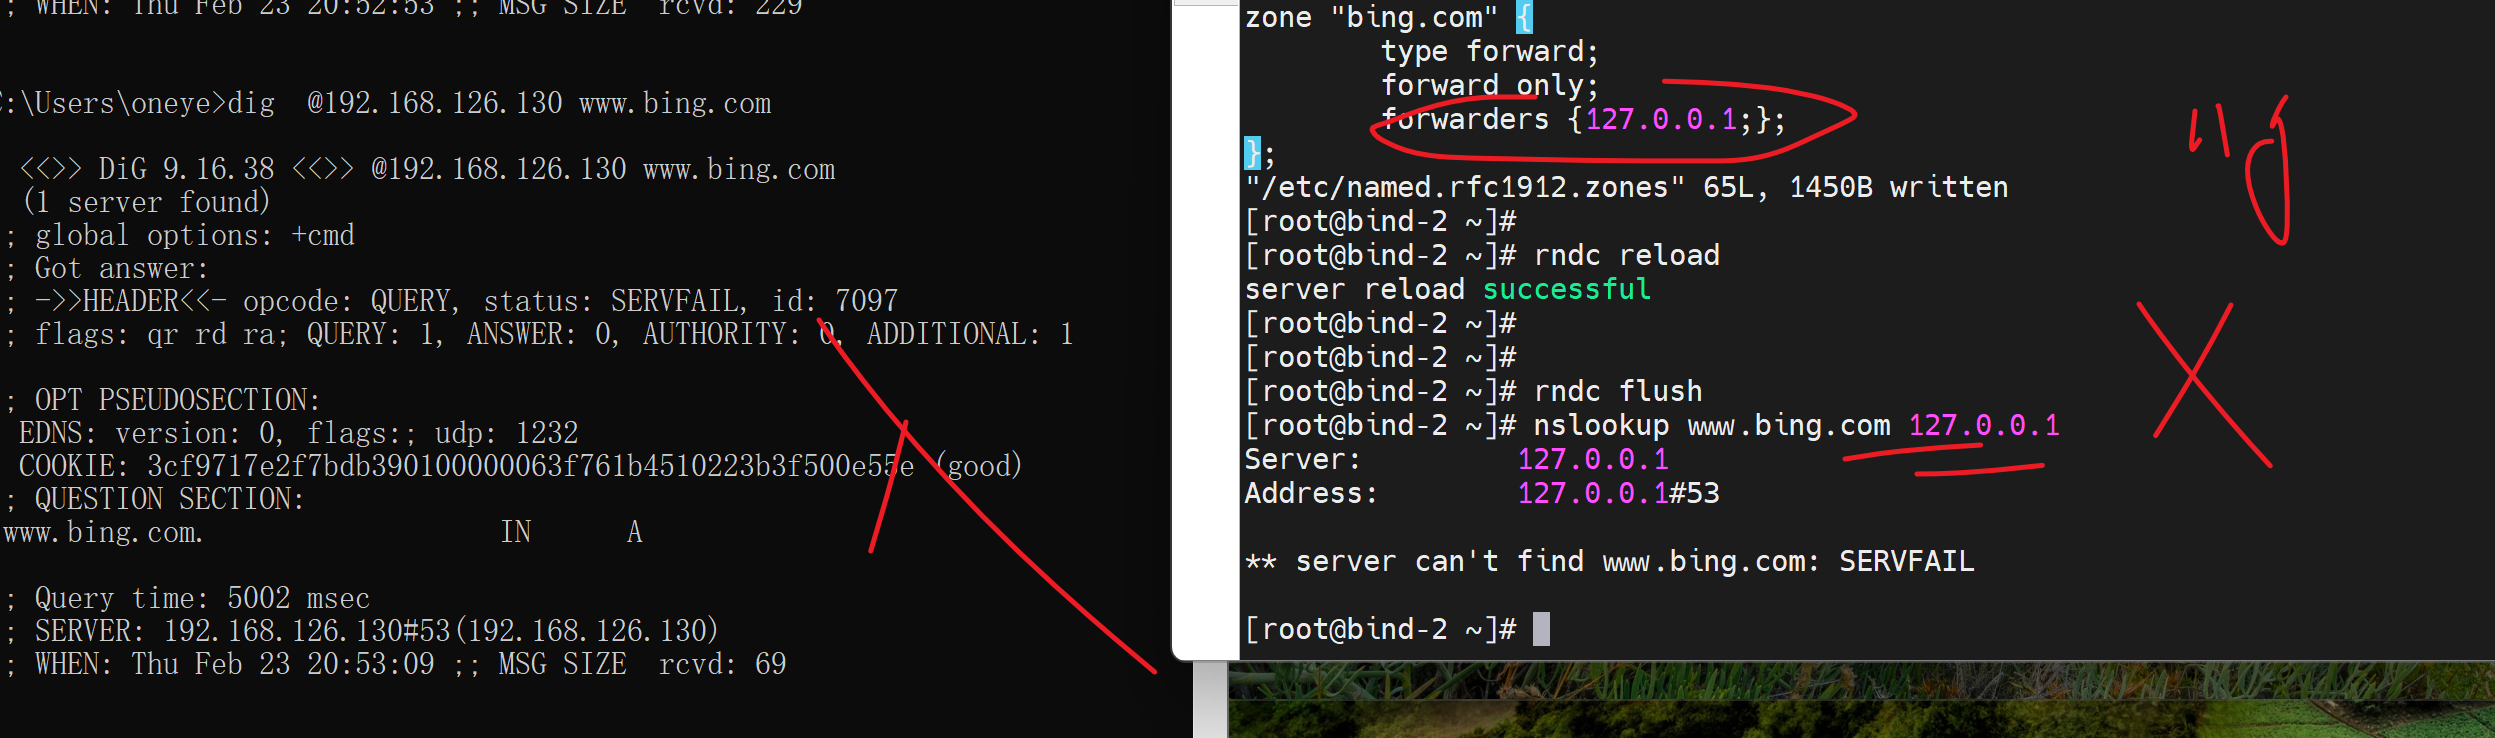 ; WHEN: Thu Feb 23 20:52:53 ;; MSG SIZE  rcvd: 229
C:\Users\oneye>dig  @192.168.126.130 www.bing.com
<<>> DiG 9.16.38 <<>> @192.168.126.130 www.bing.com
(1 server found)
; global options: +cmd
; Got answer:
; ->>HEADER<<- opcode: QUERY, status: SERVFAIL, id: 7097
; flags: qr rd ra; QUERY: 1, ANSWER: 0, AUTHORITY: 0, ADDITIONAL: 1
; OPT PSEUDOSECTION:
EDNS: version: 0, flags:; udp: 1232
COOKIE: 3cf9717e2f7bdb390100000063f761b4510223b3f500e55e (good)
; QUESTION SECTION:
www.bing.com.                   IN      A
; Query time: 5002 msec
; SERVER: 192.168.126.130#53(192.168.126.130)
; WHEN: Thu Feb 23 20:53:09 ;; MSG SIZE  rcvd: 69
zone "bing.com" {
        type forward;
        forward only;
        forwarders {127.0.0.1;};
};
"/etc/named.rfc1912.zones" 65L, 1450B written
[root@bind-2 ~]#
[root@bind-2 ~]# rndc reload
server reload successful
[root@bind-2 ~]#
[root@bind-2 ~]#
[root@bind-2 ~]# rndc flush
[root@bind-2 ~]# nslookup www.bing.com 127.0.0.1
Server:         127.0.0.1
Address:        127.0.0.1#53
** server can't find www.bing.com: SERVFAIL
[root@bind-2 ~]#